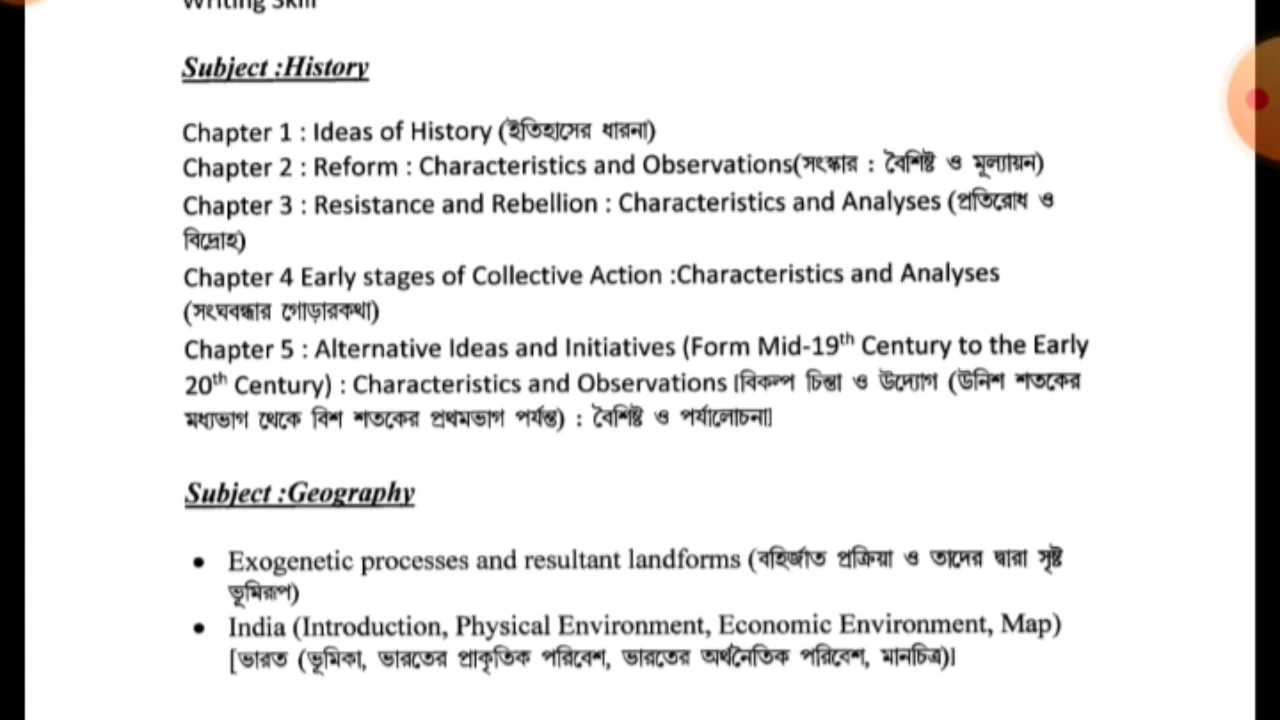 Writing Skill
Subject :History
Chapter 1 : Ideas of History (ইতিহাসের ধারনা)
Chapter 2 : Reform : Characteristics and Observations(সংস্কার : বৈশিষ্ট ও মূল্যায়ন)
Chapter 3 : Resistance and Rebellion : Characteristics and Analyses (প্রতিরোধ ও
বিদ্রোহ)
Chapter 4 Early stages of Collective Action :Characteristics and Analyses
(সংঘবন্ধার গোড়ারকথা)
Chapter 5 : Alternative Ideas and Initiatives (Form Mid-19th Century to the Early
20th Century) : Characteristics and Observations [বিকল্প চিন্তা ও উদ্যোগ (উনিশ শতকের
মধ্যভাগ থেকে বিশ শতকের প্রথমভাগ পর্যন্ত) : বৈশিষ্ট ও পর্যালোচনা]
Subject :Geography
• Exogenetic processes and resultant landforms (বহির্জাত প্রক্রিয়া ও তাদের দ্বারা সৃষ্ট
ভূমিরূপ)
• India (Introduction, Physical Environment, Economic Environment, Map)
[ভারত (ভূমিকা, ভারতের প্রাকৃতিক পরিবেশ, ভারতের অর্থনৈতিক পরিবেশ, মানচিত্র)]